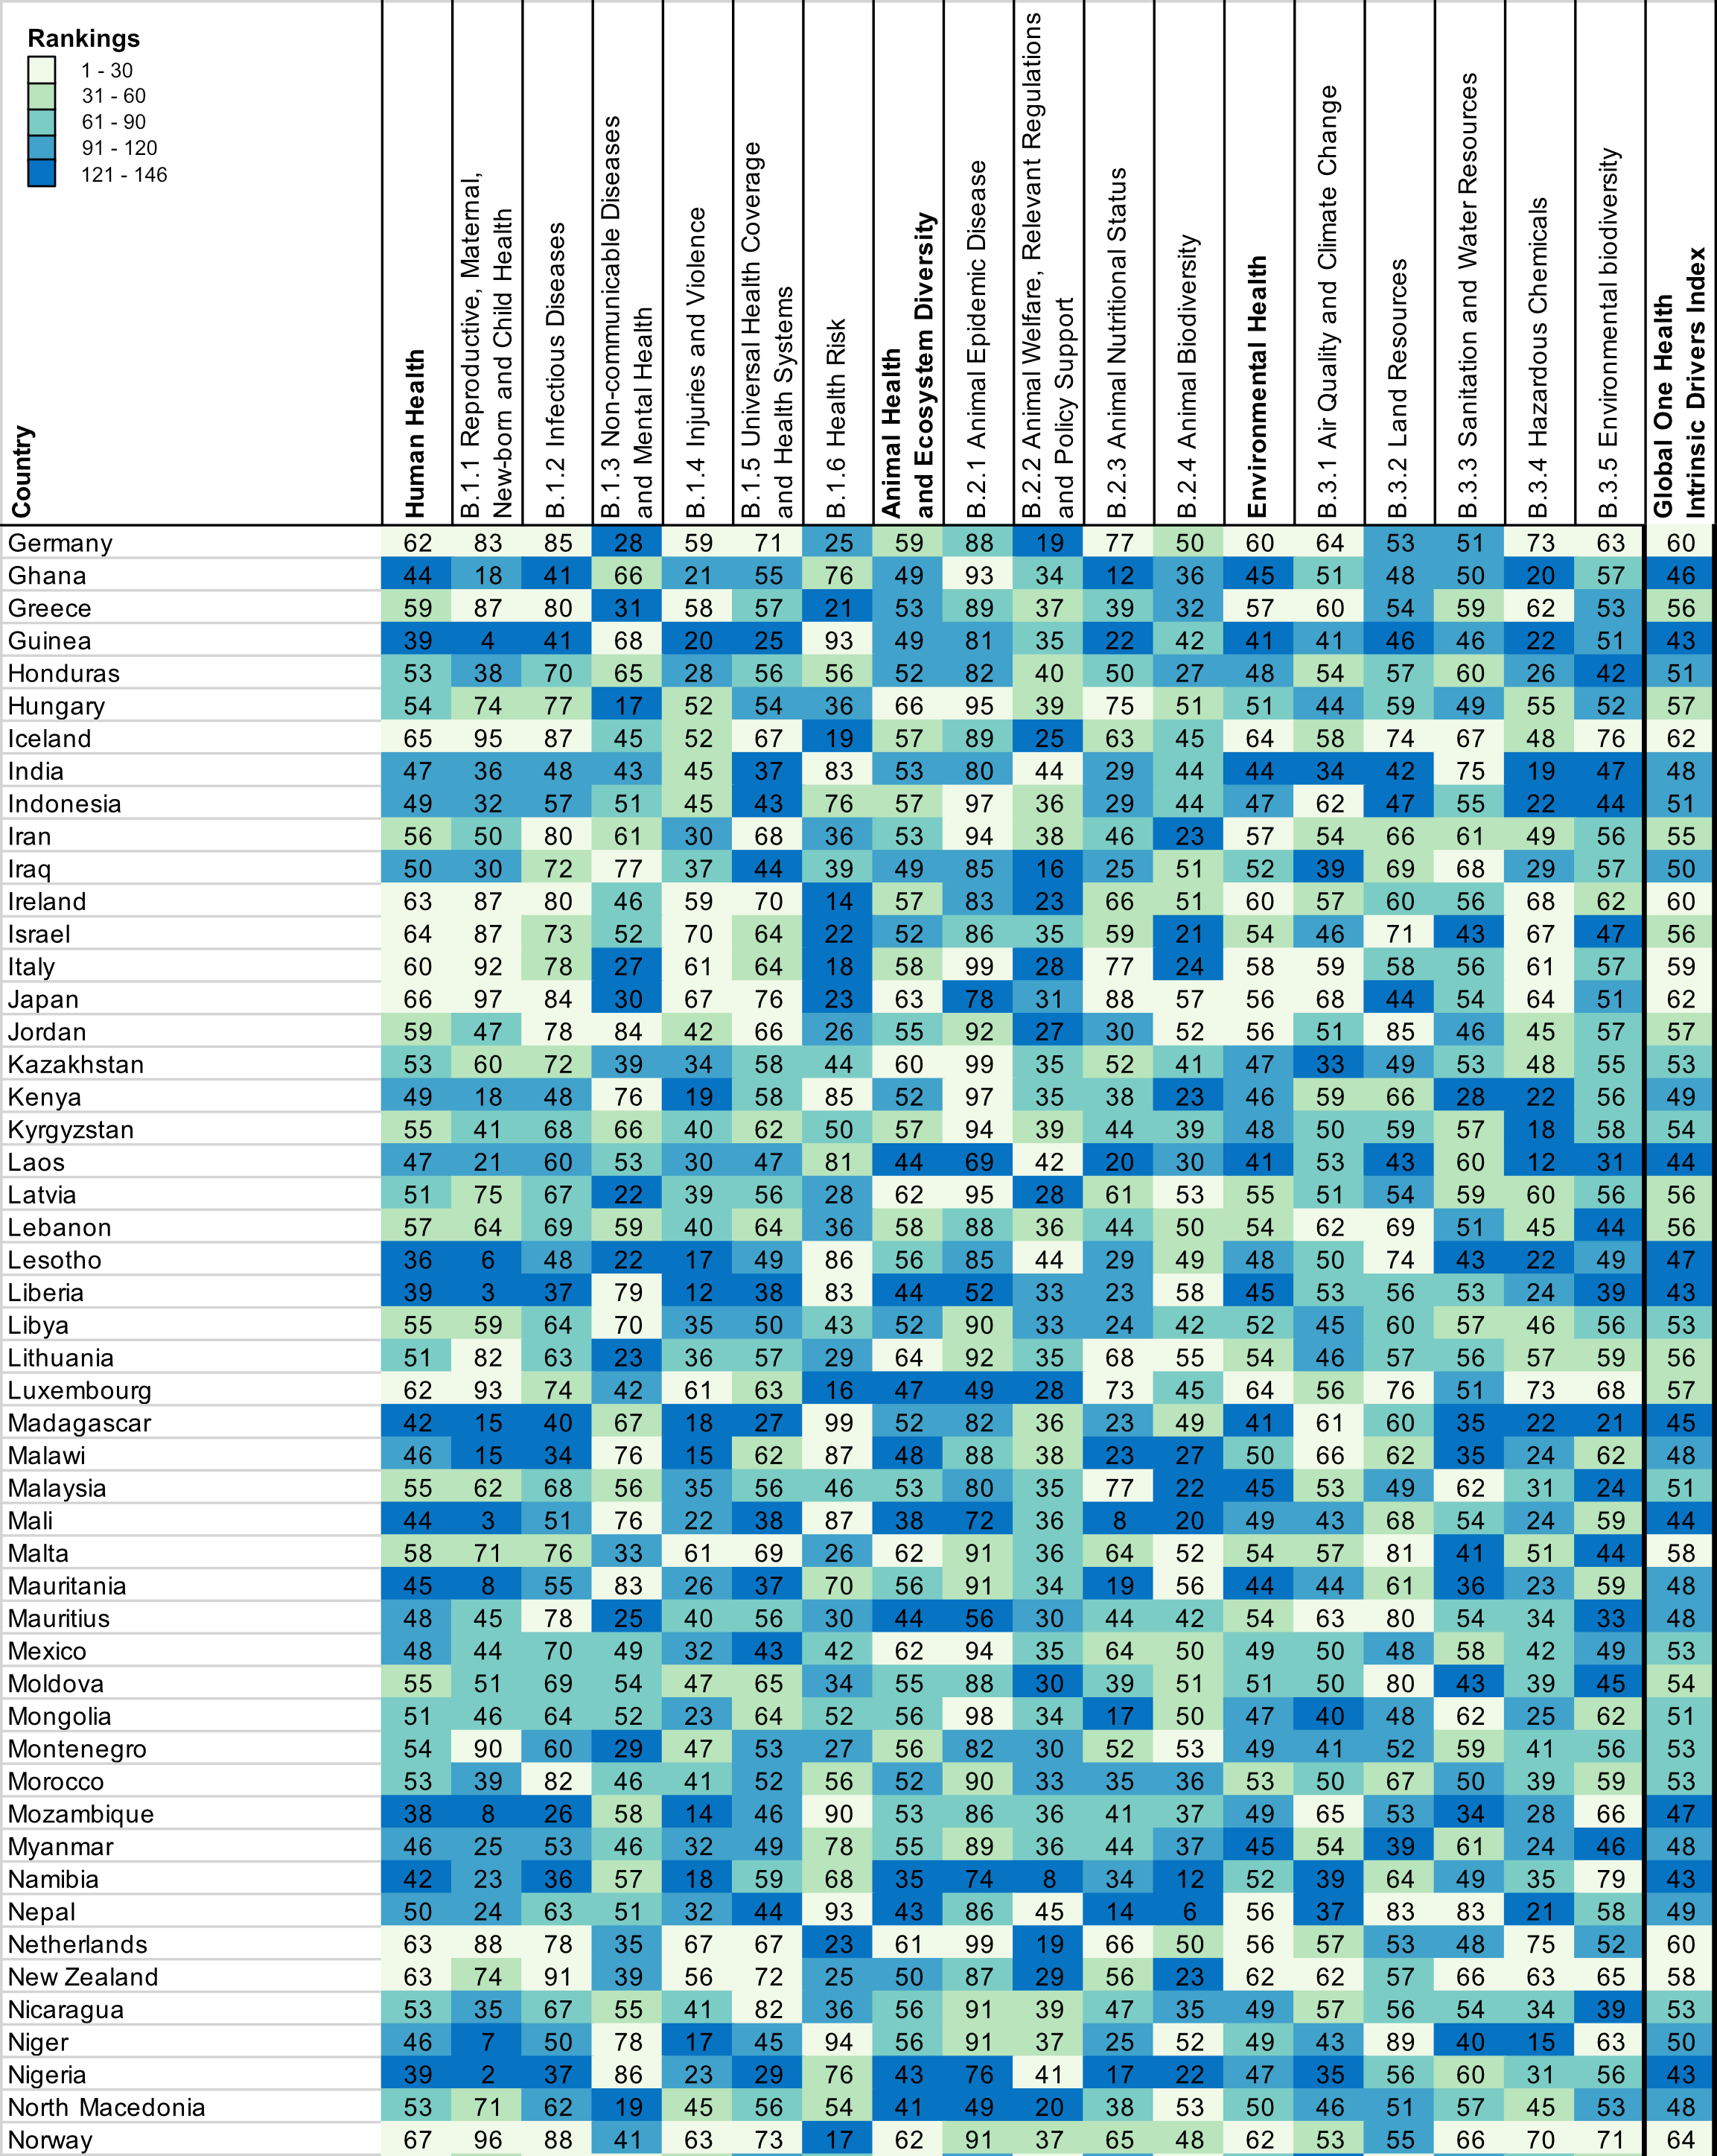 Rankings
1 - 30
31 - 60
61 - 90
91 - 120
121 - 146
Country
Human Health
B.1.1 Reproductive, Maternal,
New-born and Child Health
B.1.2 Infectious Diseases
B.1.3 Non-communicable Diseases
and Mental Health
B.1.4 Injuries and Violence
B.1.5 Universal Health Coverage
and Health Systems
B.1.6 Health Risk
Animal Health
and Ecosystem Diversity
B.2.1 Animal Epidemic Disease
B.2.2 Animal Welfare, Relevant Regulations
and Policy Support
B.2.3 Animal Nutritional Status
B.2.4 Animal Biodiversity
Environmental Health
B.3.1 Air Quality and Climate Change
B.3.2 Land Resources
B.3.3 Sanitation and Water Resources
B.3.4 Hazardous Chemicals
B.3.5 Environmental biodiversity
Global One Health
Intrinsic Drivers Index
Germany 62 83 85 28 59 71 25 59 88 19 77 50 60 64 53 51 73 63 60
Ghana 44 18 41 66 21 55 76 49 93 34 12 36 45 51 48 50 20 57 46
Greece 59 87 80 31 58 57 21 53 89 37 39 32 57 60 54 59 62 53 56
Guinea 39 4 41 68 20 25 93 49 81 35 22 42 41 41 46 46 22 51 43
Honduras 53 38 70 65 28 56 56 52 82 40 50 27 48 54 57 60 26 42 51
Hungary 54 74 77 17 52 54 36 66 95 39 75 51 51 44 59 49 55 52 57
Iceland 65 95 87 45 52 67 19 57 89 25 63 45 64 58 74 67 48 76 62
India 47 36 48 43 45 37 83 53 80 44 29 44 44 34 42 75 19 47 48
Indonesia 49 32 57 51 45 43 76 57 97 36 29 44 47 62 47 55 22 44 51
Iran 56 50 80 61 30 68 36 53 94 38 46 23 57 54 66 61 49 56 55
Iraq 50 30 72 77 37 44 39 49 85 16 25 51 52 39 69 68 29 57 50
Ireland 63 87 80 46 59 70 14 57 83 23 66 51 60 57 60 56 68 62 60
Israel 64 87 73 52 70 64 22 52 86 35 59 21 54 46 71 43 67 47 56
Italy 60 92 78 27 61 64 18 58 99 28 77 24 58 59 58 56 61 57 59
Japan 66 97 84 30 67 76 23 63 78 31 88 57 56 68 44 54 64 51 62
Jordan 59 47 78 84 42 66 26 55 92 27 30 52 56 51 85 46 45 57 57
Kazakhstan 53 60 72 39 34 58 44 60 99 35 52 41 47 33 49 53 48 55 53
Kenya 49 18 48 76 19 58 85 52 97 35 38 23 46 59 66 28 22 56 49
Kyrgyzstan 55 41 68 66 40 62 50 57 94 39 44 39 48 50 59 57 18 58 54
Laos 47 21 60 53 30 47 81 44 69 42 20 30 41 53 43 60 12 31 44
Latvia 51 75 67 22 39 56 28 62 95 28 61 53 55 51 54 59 60 56 56
Lebanon 57 64 69 59 40 64 36 58 88 36 44 50 54 62 69 51 45 44 56
Lesotho 36 6 48 22 17 49 86 56 85 44 29 49 48 50 74 43 22 49 47
Liberia 39 3 37 79 12 38 83 44 52 33 23 58 45 53 56 53 24 39 43
Libya 55 59 64 70 35 50 43 52 90 33 24 42 52 45 60 57 46 56 53
Lithuania 51 82 63 23 36 57 29 64 92 35 68 55 54 46 57 56 57 59 56
Luxembourg 62 93 74 42 61 63 16 47 49 28 73 45 64 56 76 51 73 68 57
Madagascar 42 15 40 67 18 27 99 52 82 36 23 49 41 61 60 35 22 21 45
Malawi 46 15 34 76 15 62 87 48 88 38 23 27 50 66 62 35 24 62 48
Malaysia 55 62 68 56 35 56 46 53 80 35 77 22 45 53 49 62 31 24 51
Mali 44 3 51 76 22 38 87 38 72 36 8 20 49 43 68 54 24 59 44
Malta 58 71 76 33 61 69 26 62 91 36 64 52 54 57 81 41 51 44 58
Mauritania 45 8 55 83 26 37 70 56 91 34 19 56 44 44 61 36 23 59 48
Mauritius 48 45 78 25 40 56 30 44 56 30 44 42 54 63 80 54 34 33 48
Mexico 48 44 70 49 32 43 42 62 94 35 64 50 49 50 48 58 42 49 53
Moldova 55 51 69 54 47 65 34 55 88 30 39 51 51 50 80 43 39 45 54
Mongolia 51 46 64 52 23 64 52 56 98 34 17 50 47 40 48 62 25 62 51
Montenegro 54 90 60 29 47 53 27 56 82 30 52 53 49 41 52 59 41 56 53
Morocco 53 39 82 46 41 52 56 52 90 33 35 36 53 50 67 50 39 59 53
Mozambique 38 8 26 58 14 46 90 53 86 36 41 37 49 65 53 34 28 66 47
Myanmar 46 25 53 46 32 49 78 55 89 36 44 37 45 54 39 61 24 46 48
Namibia 42 23 36 57 18 59 68 35 74 8 34 12 52 39 64 49 35 79 43
Nepal 50 24 63 51 32 44 93 43 86 45 14 6 56 37 83 83 21 58 49
Netherlands 63 88 78 35 67 67 23 61 99 19 66 50 56 57 53 48 75 52 60
New Zealand 63 74 91 39 56 72 25 50 87 29 56 23 62 62 57 66 63 65 58
Nicaragua 53 35 67 55 41 82 36 56 91 39 47 35 49 57 56 54 34 39 53
Niger 46 7 50 78 17 45 94 56 91 37 25 52 49 43 89 40 15 63 50
Nigeria 39 2 37 86 23 29 76 43 76 41 17 22 47 35 56 60 31 56 43
North Macedonia 53 71 62 19 45 56 54 41 49 20 38 53 50 46 51 57 45 53 48
Norway 67 96 88 41 63 73 17 62 91 37 65 48 62 53 55 66 70 71 64